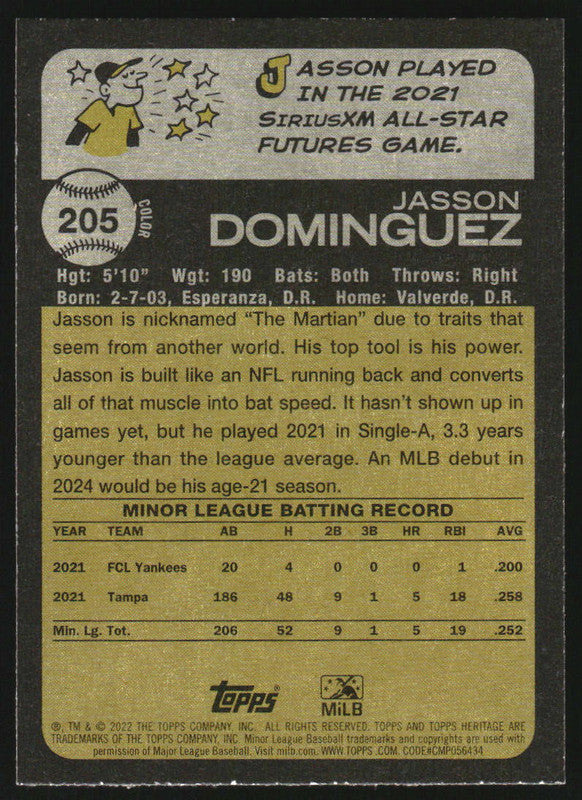 JASSON PLAYED
IN THE 2021
SIRIUSXM ALL-STAR
FUTURES GAME.
205
COLOR
JASSON
DOMINGUEZ
Hgt: 5'10" Wgt: 190 Bats: Both Throws: Right
Born: 2-7-03, Esperanza, D.R. Home: Valverde, D.R.
Jasson is nicknamed "The Martian" due to traits that
seem from another world. His top tool is his power.
Jasson is built like an NFL running back and converts
all of that muscle into bat speed. It hasn't shown up in
games yet, but he played 2021 in Single-A, 3.3 years
younger than the league average. An MLB debut in
2024 would be his age-21 season.
MINOR LEAGUE BATTING RECORD
YEAR TEAM AB H 2B 3B HR RBI AVG
2021 FCL Yankees 20 4 0 0 0 1 .200
2021 Tampa 186 48 9 1 5 18 .258
Min. Lg. Tot. 206 52 9 1 5 19 .252
topps
MiLB
®, TM & © 2022 THE TOPPS COMPANY, INC. ALL RIGHTS RESERVED. TOPPS AND TOPPS HERITAGE ARE
TRADEMARKS OF THE TOPPS COMPANY, INC. Minor League Baseball trademarks and copyrights are used with
permission of Major League Baseball. Visit milb.com. WWW.TOPPS.COM. CODE#CMP056434